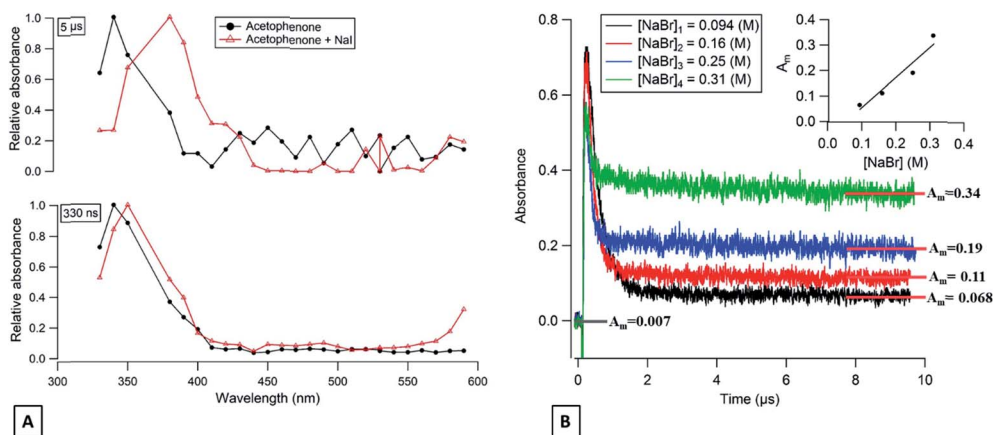 5 µs
Acetophenone
Acetophenone + NaI
Relative absorbance
1.0
0.8
0.6
0.4
0.2
0.0
330 ns
Relative absorbance
1.0
0.8
0.6
0.4
0.2
0.0
300 350 400 450 500 550 600
Wavelength (nm)
A
[NaBr]1 = 0.094 (M)
[NaBr]2 = 0.16 (M)
[NaBr]3 = 0.25 (M)
[NaBr]4 = 0.31 (M)
Am
0.4
0.3
0.2
0.1
0.0
0.0 0.1 0.2 0.3 0.4
[NaBr] (M)
Absorbance
0.8
0.6
0.4
0.2
0.0
Am=0.34
Am=0.19
Am= 0.11
Am= 0.068
Am=0.007
0 2 4 6 8 10
Time (µs)
B